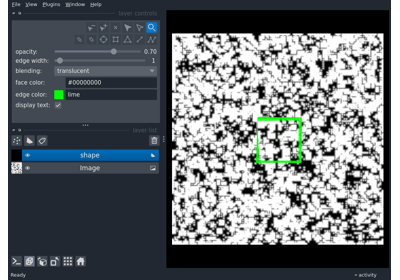 File View Plugins Window Help
layer controls
opacity: 0.70
edge width: 1
blending: translucent
face color: #00000000
edge color: lime
display text:
layer list
shape
Image
Ready
activity